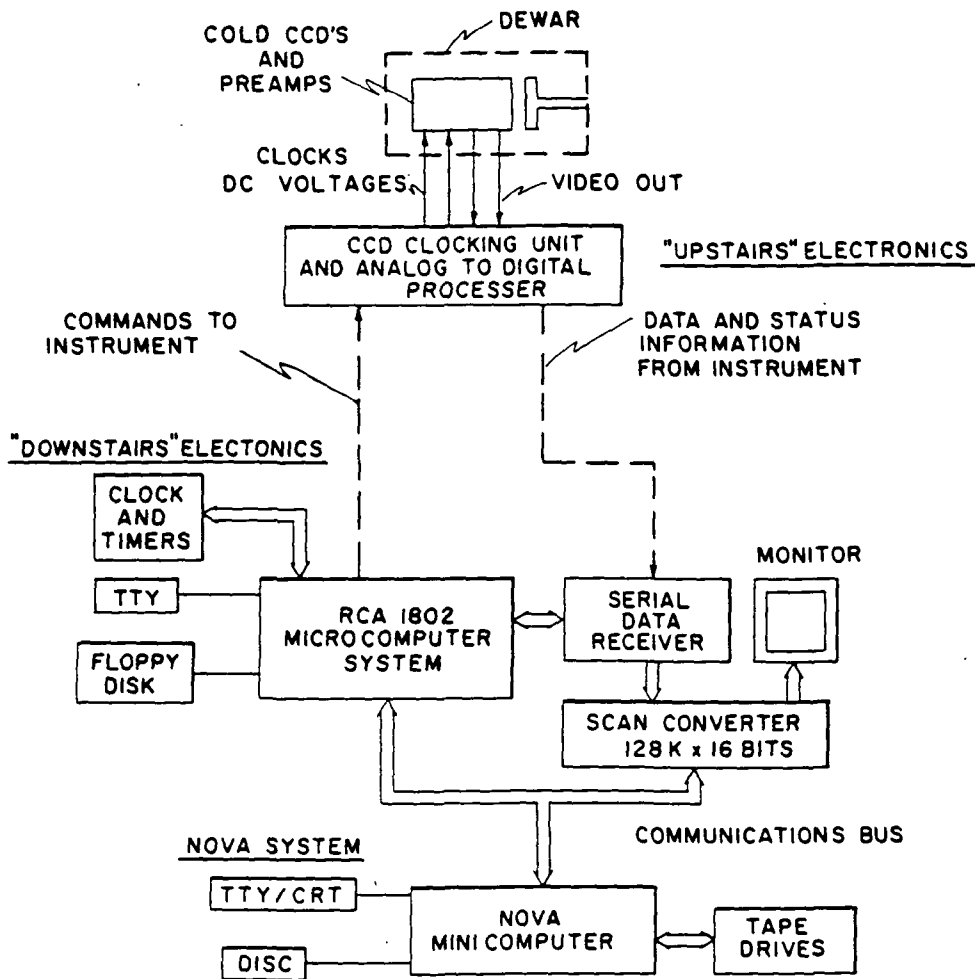 DEWAR
COLD CCD'S
AND
PREAMPS
CLOCKS
DC VOLTAGES
VIDEO OUT
CCD CLOCKING UNIT
AND ANALOG TO DIGITAL
PROCESSER
"UPSTAIRS" ELECTRONICS
COMMANDS TO
INSTRUMENT
DATA AND STATUS
INFORMATION
FROM INSTRUMENT
"DOWNSTAIRS" ELECTONICS
CLOCK
AND
TIMERS
TTY
FLOPPY
DISK
RCA 1802
MICROCOMPUTER
SYSTEM
SERIAL
DATA
RECEIVER
MONITOR
SCAN CONVERTER
128K x 16 BITS
COMMUNICATIONS BUS
NOVA SYSTEM
TTY/CRT
DISC
NOVA
MINI COMPUTER
TAPE
DRIVES